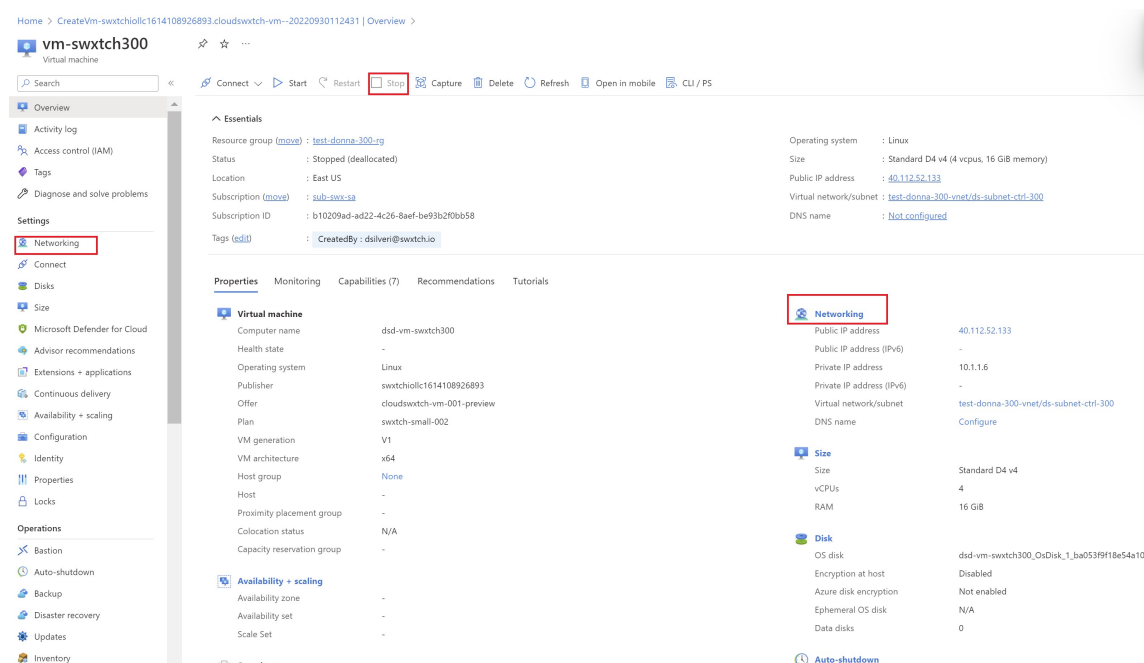 Home > CreateVm-swxtchiollc1614108926893.cloudswxtch-vm--20220930112431 | Overview >
vm-swxtch300
Virtual machine
Search
Connect Start Restart Stop Capture Delete Refresh Open in mobile CLI / PS
Overview
Activity log
Access control (IAM)
Tags
Diagnose and solve problems
Settings
Networking
Connect
Disks
Size
Microsoft Defender for Cloud
Advisor recommendations
Extensions + applications
Continuous delivery
Availability + scaling
Configuration
Identity
Properties
Locks
Operations
Bastion
Auto-shutdown
Backup
Disaster recovery
Updates
Inventory
Essentials
Resource group (move) : test-donna-300-rg
Status : Stopped (deallocated)
Location : East US
Subscription (move) : sub-swx-sa
Subscription ID : b10209ad-ad22-4c26-8aef-be93b2f0bb58
Tags (edit) : CreatedBy : dsilveri@swxtch.io
Operating system : Linux
Size : Standard D4 v4 (4 vcpus, 16 GiB memory)
Public IP address : 40.112.52.133
Virtual network/subnet : test-donna-300-vnet/ds-subnet-ctrl-300
DNS name : Not configured
Properties Monitoring Capabilities (7) Recommendations Tutorials
Virtual machine
Computer name dsd-vm-swxtch300
Health state -
Operating system Linux
Publisher swxtchiollc1614108926893
Offer cloudswxtch-vm-001-preview
Plan swxtch-small-002
VM generation V1
VM architecture x64
Host group None
Host -
Proximity placement group -
Colocation status N/A
Capacity reservation group -
Availability + scaling
Availability zone -
Availability set -
Scale Set -
Networking
Public IP address 40.112.52.133
Public IP address (IPv6) -
Private IP address 10.1.1.6
Private IP address (IPv6) -
Virtual network/subnet test-donna-300-vnet/ds-subnet-ctrl-300
DNS name Configure
Size
Size Standard D4 v4
vCPUs 4
RAM 16 GiB
Disk
OS disk dsd-vm-swxtch300_OsDisk_1_ba053f9f18e54a10
Encryption at host Disabled
Azure disk encryption Not enabled
Ephemeral OS disk N/A
Data disks 0
Auto-shutdown